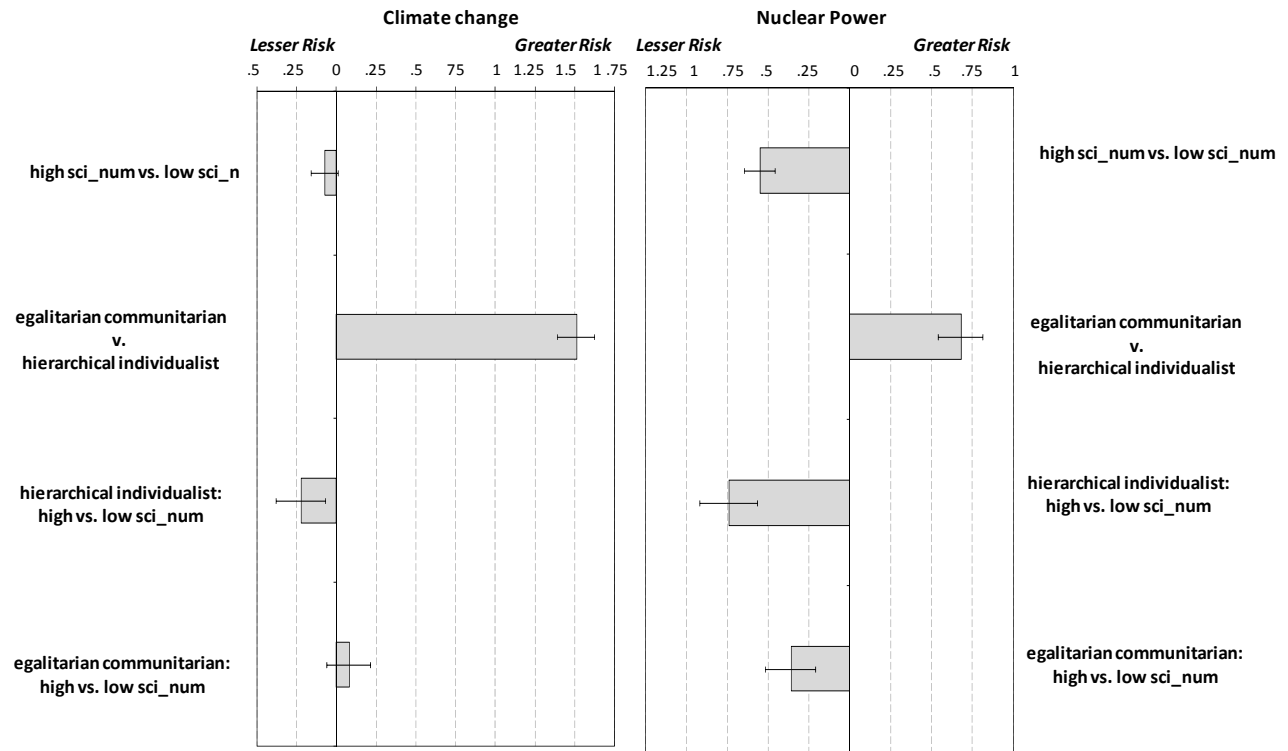 Climate change
Lesser Risk Greater Risk
.5 .25 0 .25 .5 .75 1 1.25 1.5 1 .75
high sci_num vs. low sci_n
egalitarian communitarian
v.
hierarchical individualist
hierarchical individualist:
high vs. low sci_num
egalitarian communitarian:
high vs. low sci_num
Nuclear Power
Lesser Risk Greater Risk
1.25 1 .75 .5 .25 0 .5 .75 1
high sci_num vs. low sci_num
egalitarian communitarian
v.
hierarchical individualist
hierarchical individualist:
high vs. low sci_num
egalitarian communitarian:
high vs. low sci_num